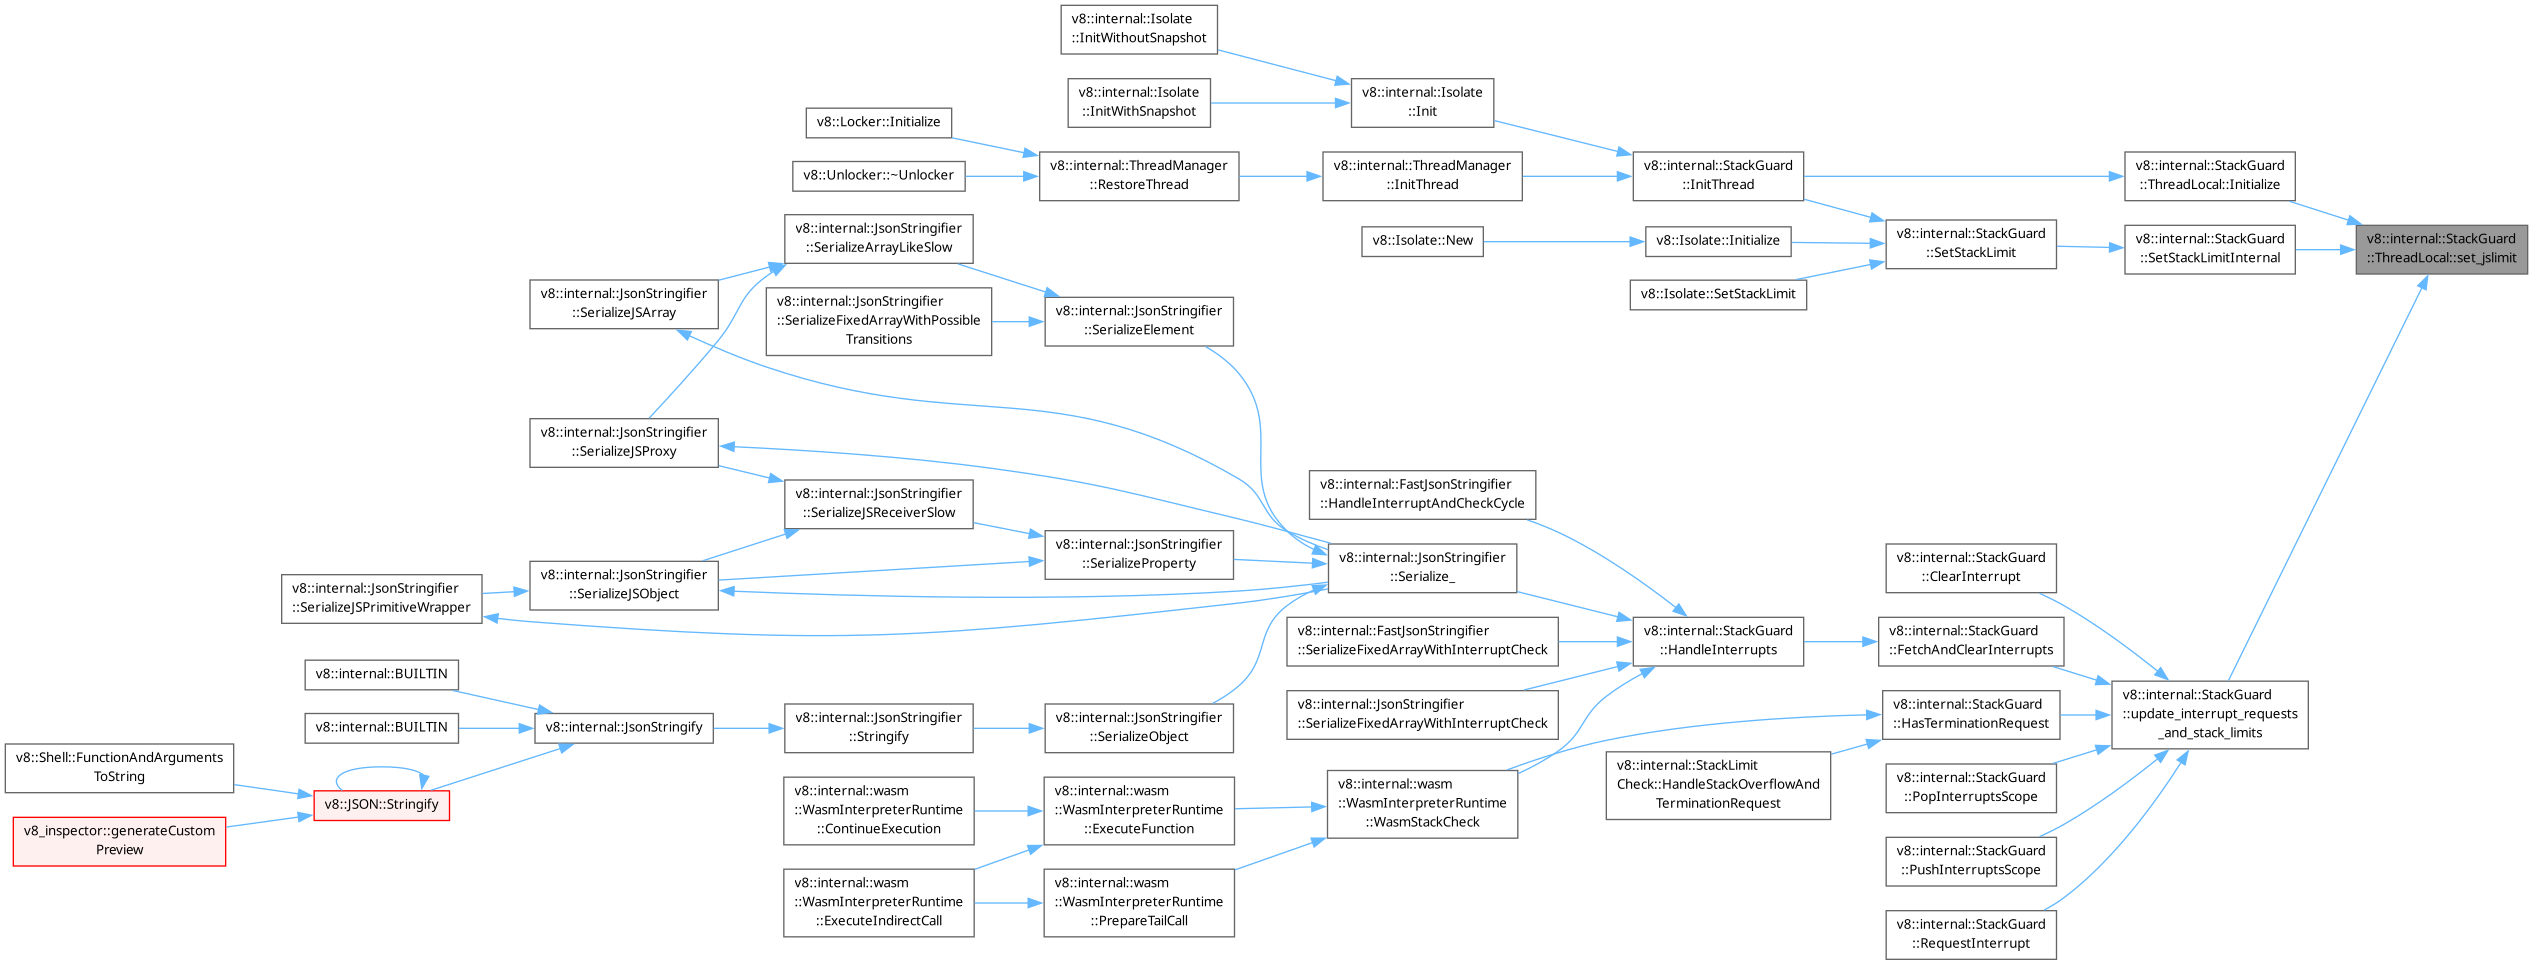 v8::internal::Isolate
::InitWithoutSnapshot
v8::internal::Isolate
::InitWithSnapshot
v8::internal::Isolate
::Init
v8::Locker::Initialize
v8::Unlocker::~Unlocker
v8::internal::ThreadManager
::RestoreThread
v8::internal::ThreadManager
::InitThread
v8::internal::StackGuard
::InitThread
v8::internal::StackGuard
::ThreadLocal::Initialize
v8::internal::JsonStringifier
::SerializeArrayLikeSlow
v8::Isolate::New
v8::Isolate::Initialize
v8::internal::StackGuard
::SetStackLimit
v8::internal::StackGuard
::SetStackLimitInternal
v8::internal::StackGuard
::ThreadLocal::set_jslimit
v8::Isolate::SetStackLimit
v8::internal::JsonStringifier
::SerializeJSArray
v8::internal::JsonStringifier
::SerializeFixedArrayWithPossible
Transitions
v8::internal::JsonStringifier
::SerializeElement
v8::internal::JsonStringifier
::SerializeJSProxy
v8::internal::JsonStringifier
::SerializeJSReceiverSlow
v8::internal::FastJsonStringifier
::HandleInterruptAndCheckCycle
v8::internal::JsonStringifier
::SerializeProperty
v8::internal::JsonStringifier
::Serialize_
v8::internal::StackGuard
::ClearInterrupt
v8::internal::JsonStringifier
::SerializeJSPrimitiveWrapper
v8::internal::JsonStringifier
::SerializeJSObject
v8::internal::FastJsonStringifier
::SerializeFixedArrayWithInterruptCheck
v8::internal::StackGuard
::HandleInterrupts
v8::internal::StackGuard
::FetchAndClearInterrupts
v8::internal::BUILTIN
v8::internal::BUILTIN
v8::internal::JsonStringify
v8::internal::JsonStringifier
::Stringify
v8::internal::JsonStringifier
::SerializeObject
v8::internal::JsonStringifier
::SerializeFixedArrayWithInterruptCheck
v8::internal::StackGuard
::HasTerminationRequest
v8::internal::StackGuard
::update_interrupt_requests
_and_stack_limits
v8::Shell::FunctionAndArguments
ToString
v8::JSON::Stringify
v8_inspector::generateCustom
Preview
v8::internal::wasm
::WasmInterpreterRuntime
::ContinueExecution
v8::internal::wasm
::WasmInterpreterRuntime
::ExecuteFunction
v8::internal::wasm
::WasmInterpreterRuntime
::WasmStackCheck
v8::internal::StackLimit
Check::HandleStackOverflowAnd
TerminationRequest
v8::internal::StackGuard
::PopInterruptsScope
v8::internal::StackGuard
::PushInterruptsScope
v8::internal::wasm
::WasmInterpreterRuntime
::ExecuteIndirectCall
v8::internal::wasm
::WasmInterpreterRuntime
::PrepareTailCall
v8::internal::StackGuard
::RequestInterrupt